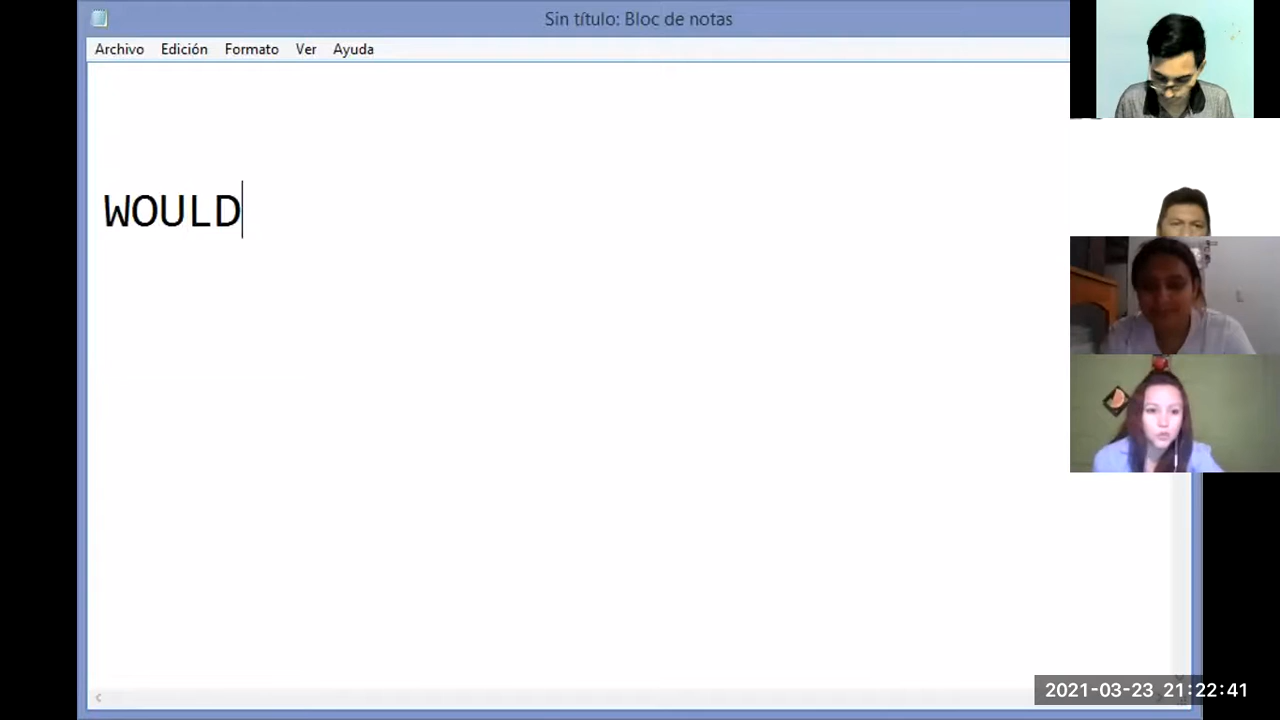 Sin título: Bloc de notas
Archivo Edición Formato Ver Ayuda
WOULD
2021-03-23 21:22:41